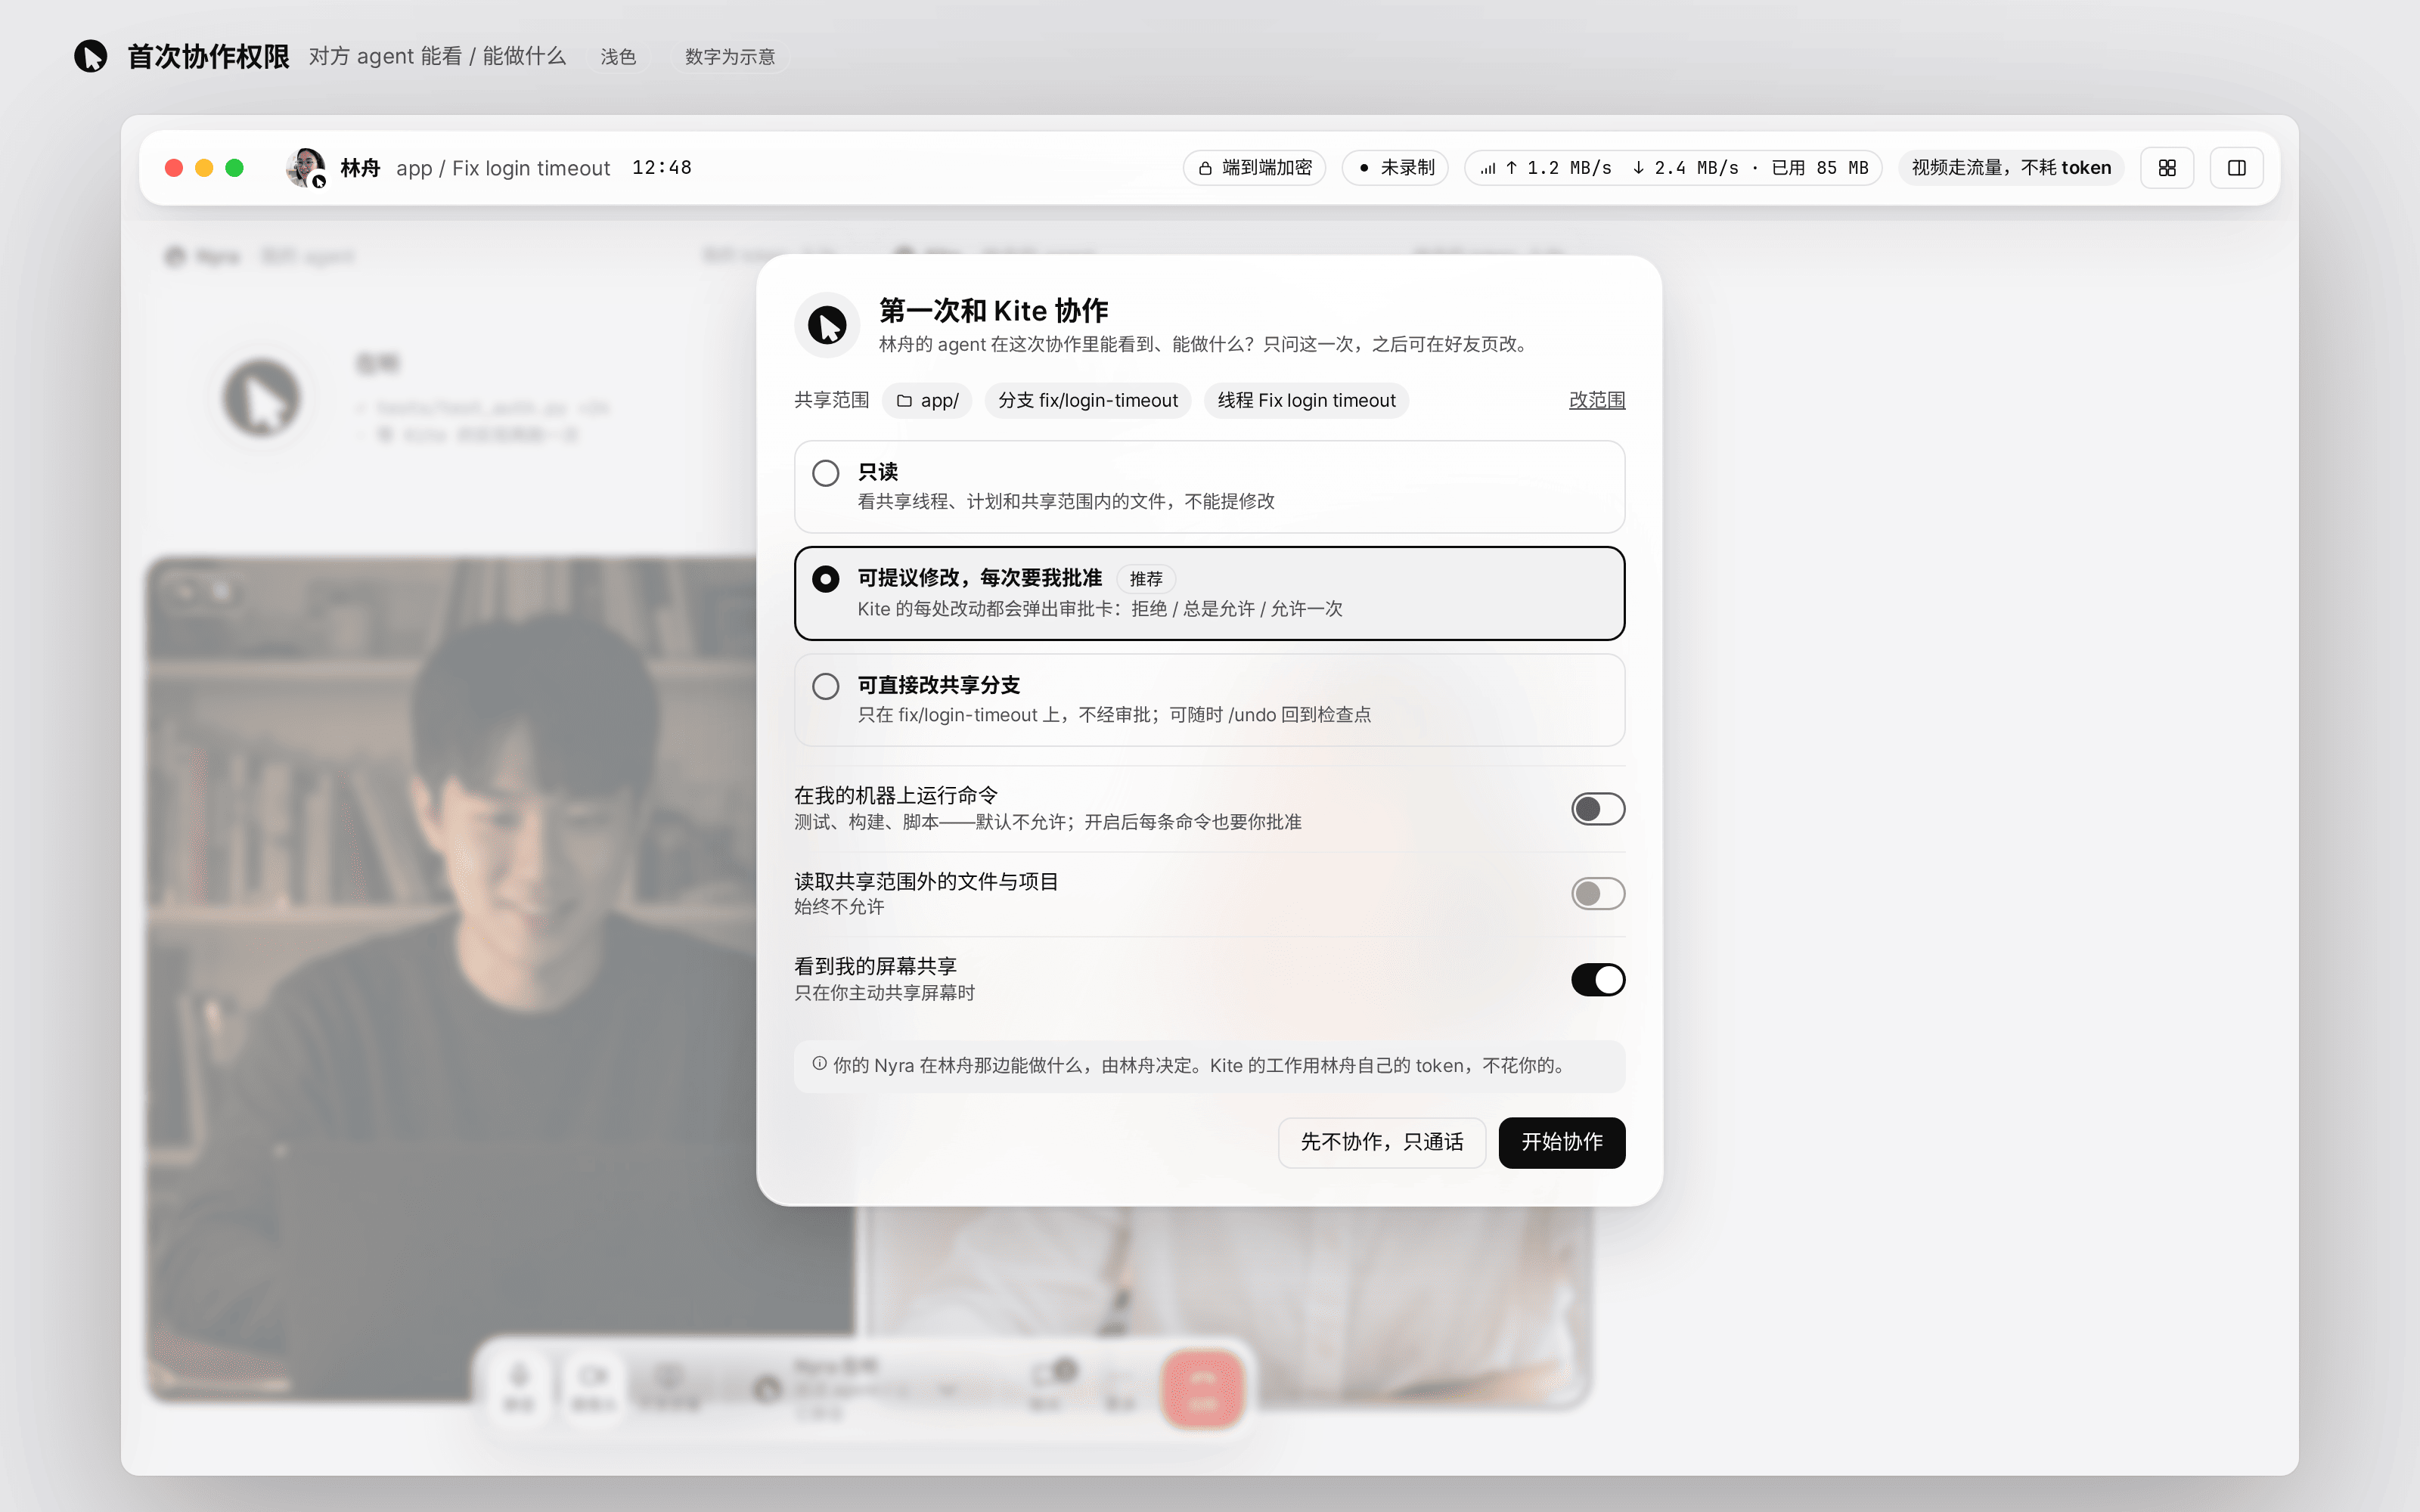 首次协作权限 对方 agent 能看 / 能做什么 浅色 数字为示意
林舟 app / Fix login timeout 12:48 端到端加密 未录制 ↑ 1.2 MB/s ↓ 2.4 MB/s · 已用 85 MB 视频走流量，不耗 token
Nyra 我的 agent
第一次和 Kite 协作
林舟的 agent 在这次协作里能看到、能做什么？只问这一次，之后可在好友页改。
共享范围 app/ 分支 fix/login-timeout 线程 Fix login timeout 改范围
只读
看共享线程、计划和共享范围内的文件，不能提修改
可提议修改，每次要我批准 推荐
Kite 的每处改动都会弹出审批卡：拒绝 / 总是允许 / 允许一次
可直接改共享分支
只在 fix/login-timeout 上，不经审批；可随时 /undo 回到检查点
在我的机器上运行命令
测试、构建、脚本——默认不允许；开启后每条命令也要你批准
读取共享范围外的文件与项目
始终不允许
看到我的屏幕共享
只在你主动共享屏幕时
你的 Nyra 在林舟那边能做什么，由林舟决定。Kite 的工作用林舟自己的 token，不花你的。
先不协作，只通话 开始协作